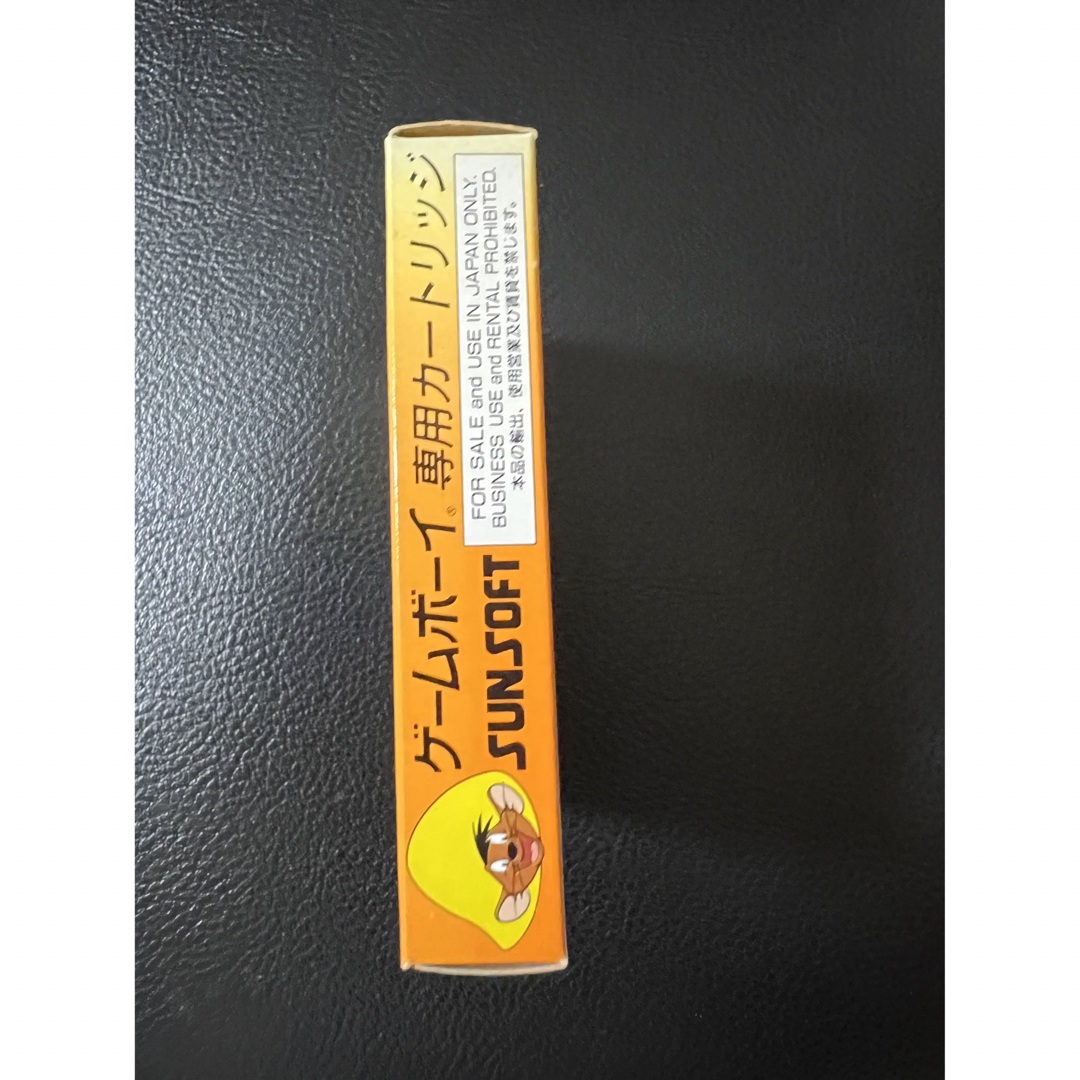 ゲームボーイ® 専用カートリッジ
SUNSOFT
FOR SALE and USE IN JAPAN ONLY.
BUSINESS USE and RENTAL PROHIBITED.
本品の輸出、使用営業及び賃貸を禁じます。